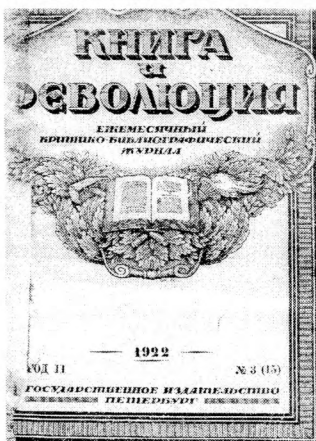 КНИГА
и
РЕВОЛЮЦИЯ
ЕЖЕМЕСЯЧНЫЙ
КРИТИКО-БИБЛИОГРАФИЧЕСКИЙ
ЖУРНАЛ
1922
ГОД II № 3 (15)
ГОСУДАРСТВЕННОЕ ИЗДАТЕЛЬСТВО
ПЕТЕРБУРГ